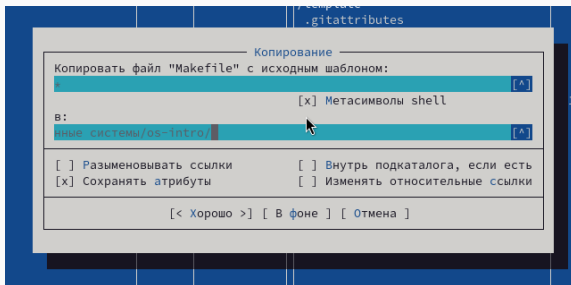 /template
.gitattributes
Копирование
Копировать файл "Makefile" с исходным шаблоном:
* [^]
[x] Метасимволы shell
в:
нные системы/os-intro/ [^]
[ ] Разыменовывать ссылки [ ] Внутрь подкаталога, если есть
[x] Сохранять атрибуты [ ] Изменять относительные ссылки
[< Хорошо >] [ В фоне ] [ Отмена ]